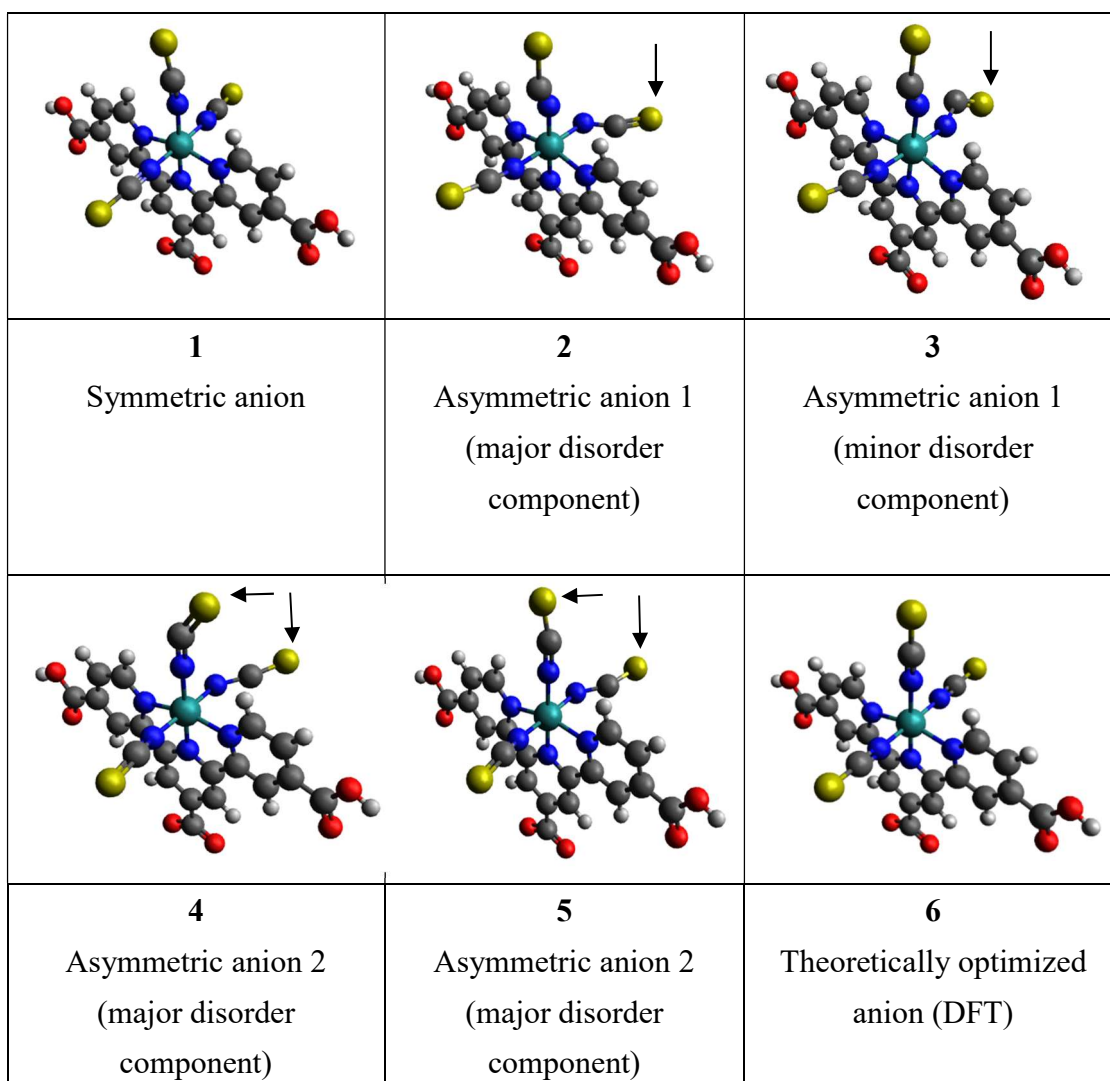 1
Symmetric anion
2
Asymmetric anion 1
(major disorder
component)
3
Asymmetric anion 1
(minor disorder
component)
4
Asymmetric anion 2
(major disorder
component)
5
Asymmetric anion 2
(major disorder
component)
6
Theoretically optimized
anion (DFT)